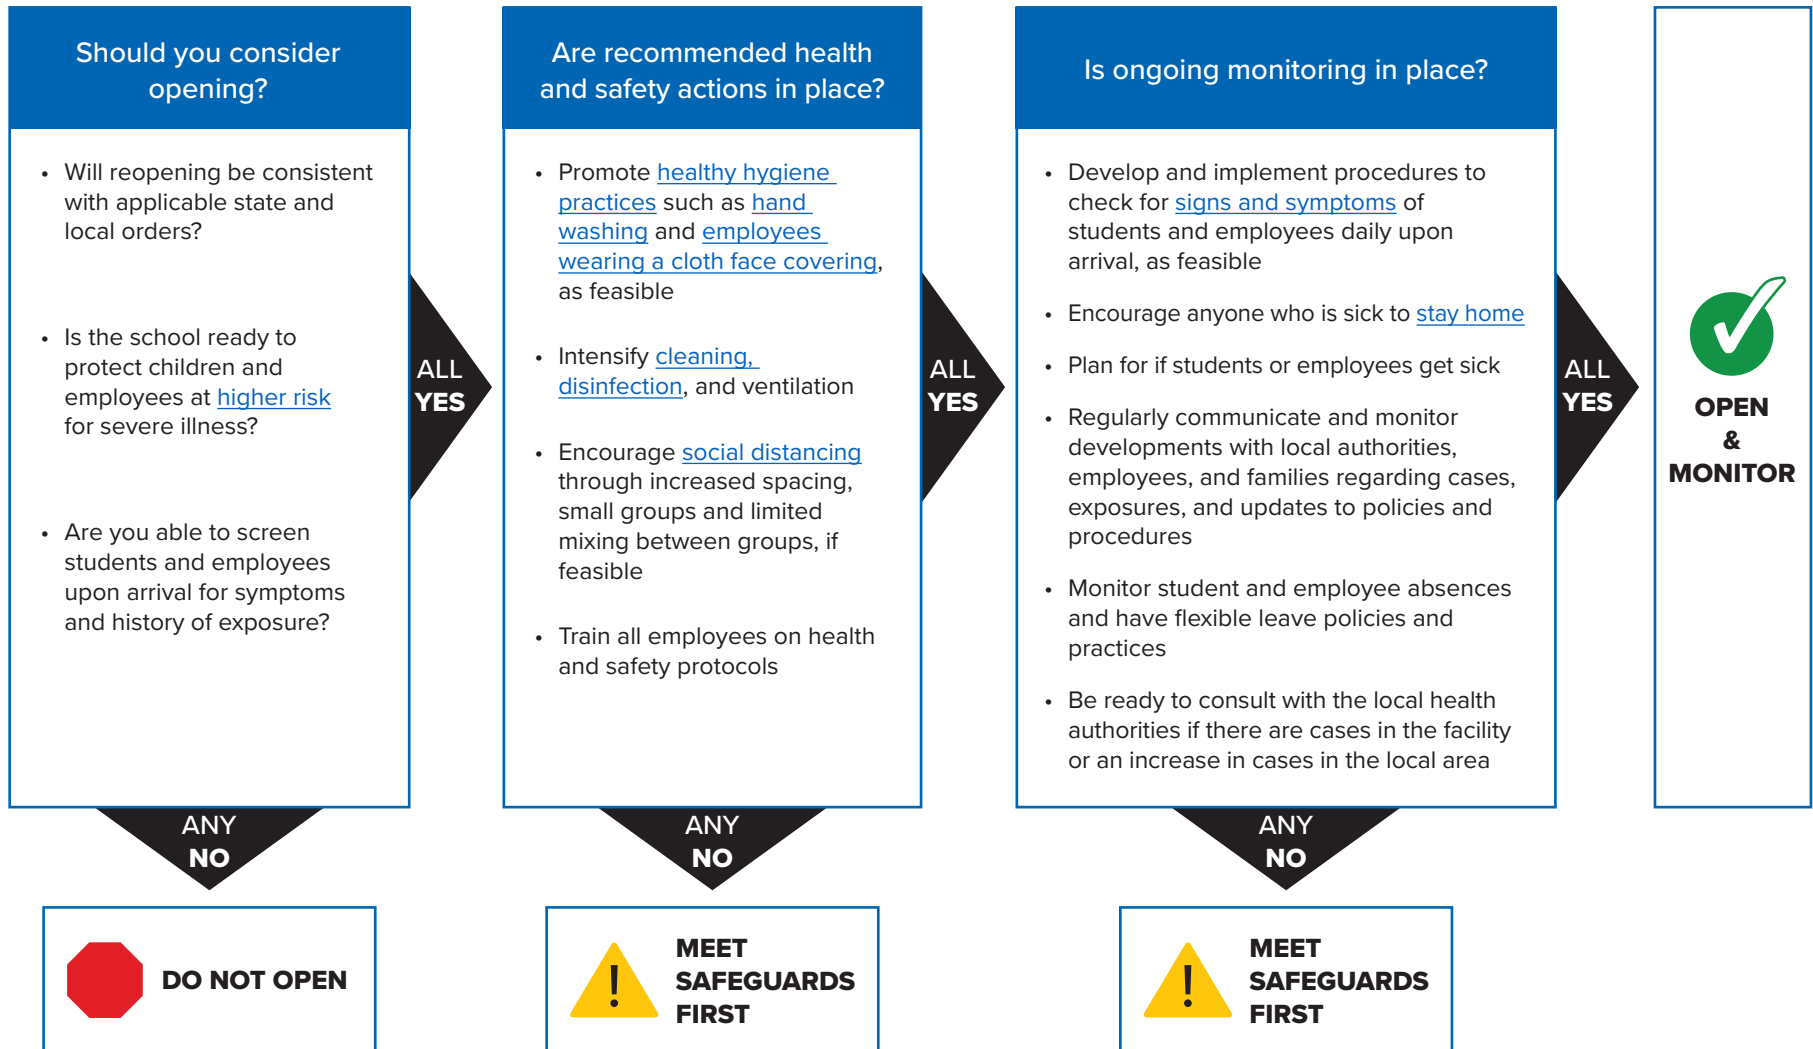 Should you consider
opening?
• Will reopening be consistent
with applicable state and
local orders?
• Is the school ready to
protect children and
employees at higher risk
for severe illness?
• Are you able to screen
students and employees
upon arrival for symptoms
and history of exposure?
ALL
YES
ANY
NO
DO NOT OPEN
Are recommended health
and safety actions in place?
• Promote healthy hygiene
practices such as hand
washing and employees
wearing a cloth face covering,
as feasible
• Intensify cleaning,
disinfection, and ventilation
• Encourage social distancing
through increased spacing,
small groups and limited
mixing between groups, if
feasible
• Train all employees on health
and safety protocols
ALL
YES
ANY
NO
MEET
SAFEGUARDS
FIRST
Is ongoing monitoring in place?
• Develop and implement procedures to
check for signs and symptoms of
students and employees daily upon
arrival, as feasible
• Encourage anyone who is sick to stay home
• Plan for if students or employees get sick
• Regularly communicate and monitor
developments with local authorities,
employees, and families regarding cases,
exposures, and updates to policies and
procedures
• Monitor student and employee absences
and have flexible leave policies and
practices
• Be ready to consult with the local health
authorities if there are cases in the facility
or an increase in cases in the local area
ALL
YES
ANY
NO
MEET
SAFEGUARDS
FIRST
OPEN
&
MONITOR